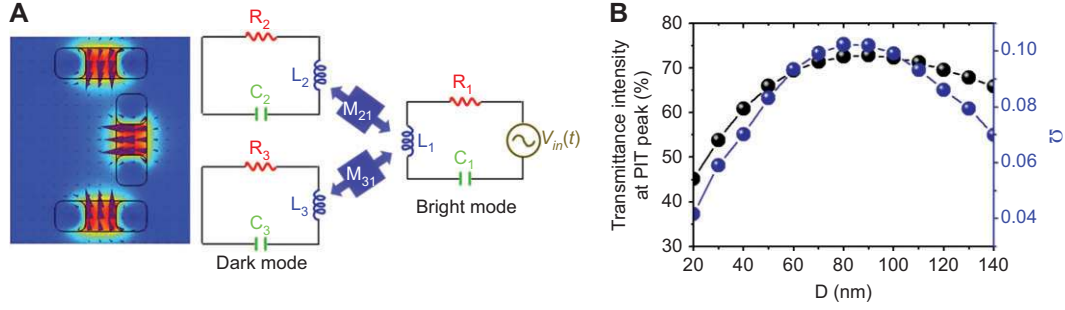 A
R₂
L₂
C₂
M₂₁
R₁
L₁
C₁
V_in(t)
R₃
M₃₁
L₃
C₃
Bright mode
Dark mode
B
Transmittance intensity
at PIT peak (%)
80
70
60
50
40
30
20
40
60
80
100
120
140
D (nm)
0.10
0.08
0.06
0.04
Ω